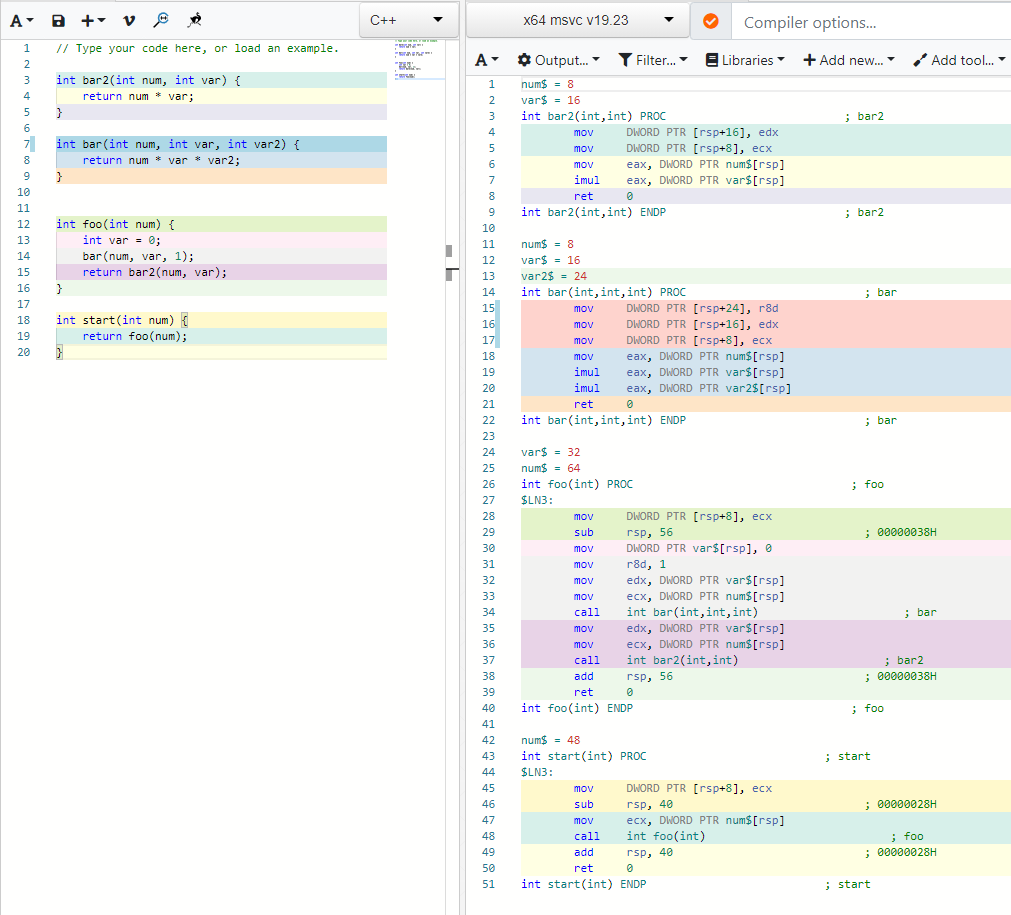 A
C++
x64 msvc v19.23
Compiler options...
A
Output...
Filter...
Libraries
Add new...
Add tool...
1 // Type your code here, or load an example.
2
3 int bar2(int num, int var) {
4     return num * var;
5 }
6
7 int bar(int num, int var, int var2) {
8     return num * var * var2;
9 }
10
11
12 int foo(int num) {
13     int var = 0;
14     bar(num, var, 1);
15     return bar2(num, var);
16 }
17
18 int start(int num) {
19     return foo(num);
20 }
1 num$ = 8
2 var$ = 16
3 int bar2(int,int) PROC ; bar2
4 mov DWORD PTR [rsp+16], edx
5 mov DWORD PTR [rsp+8], ecx
6 mov eax, DWORD PTR num$[rsp]
7 imul eax, DWORD PTR var$[rsp]
8 ret 0
9 int bar2(int,int) ENDP ; bar2
10
11 num$ = 8
12 var$ = 16
13 var2$ = 24
14 int bar(int,int,int) PROC ; bar
15 mov DWORD PTR [rsp+24], r8d
16 mov DWORD PTR [rsp+16], edx
17 mov DWORD PTR [rsp+8], ecx
18 mov eax, DWORD PTR num$[rsp]
19 imul eax, DWORD PTR var$[rsp]
20 imul eax, DWORD PTR var2$[rsp]
21 ret 0
22 int bar(int,int,int) ENDP ; bar
23
24 var$ = 32
25 num$ = 64
26 int foo(int) PROC ; foo
27 $LN3:
28 mov DWORD PTR [rsp+8], ecx
29 sub rsp, 56 ; 00000038H
30 mov DWORD PTR var$[rsp], 0
31 mov r8d, 1
32 mov edx, DWORD PTR var$[rsp]
33 mov ecx, DWORD PTR num$[rsp]
34 call int bar(int,int,int) ; bar
35 mov edx, DWORD PTR var$[rsp]
36 mov ecx, DWORD PTR num$[rsp]
37 call int bar2(int,int) ; bar2
38 add rsp, 56 ; 00000038H
39 ret 0
40 int foo(int) ENDP ; foo
41
42 num$ = 48
43 int start(int) PROC ; start
44 $LN3:
45 mov DWORD PTR [rsp+8], ecx
46 sub rsp, 40 ; 00000028H
47 mov ecx, DWORD PTR num$[rsp]
48 call int foo(int) ; foo
49 add rsp, 40 ; 00000028H
50 ret 0
51 int start(int) ENDP ; start